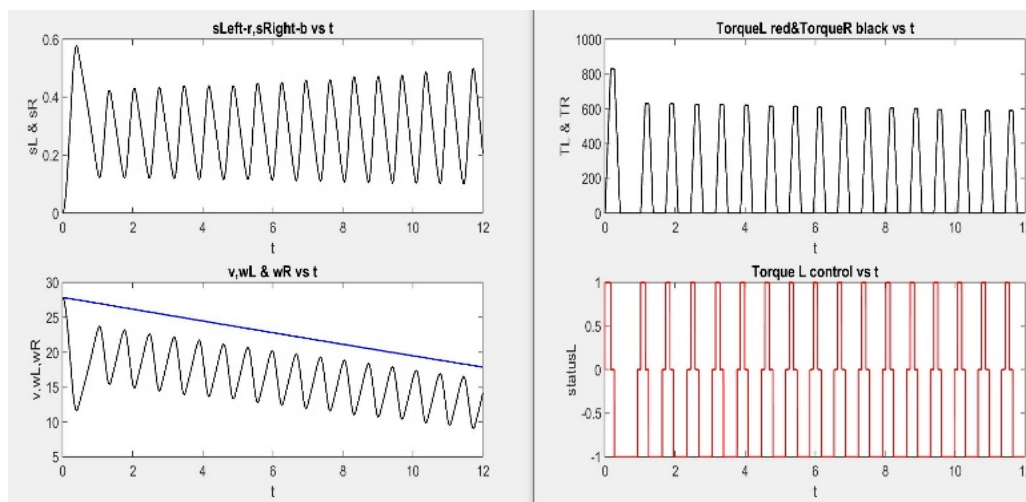 sLeft-r,sRight-b vs t
0.6
0.4
0.2
0
sL & sR
0 2 4 6 8 10 12
t
TorqueL red&TorqueR black vs t
1000
800
600
400
200
0
TL & TR
0 2 4 6 8 10 12
t
v,wL & wR vs t
30
25
20
15
10
5
v,wL,wR
0 2 4 6 8 10 12
t
Torque L control vs t
1
0.5
0
-0.5
-1
statusL
0 2 4 6 8 10 12
t